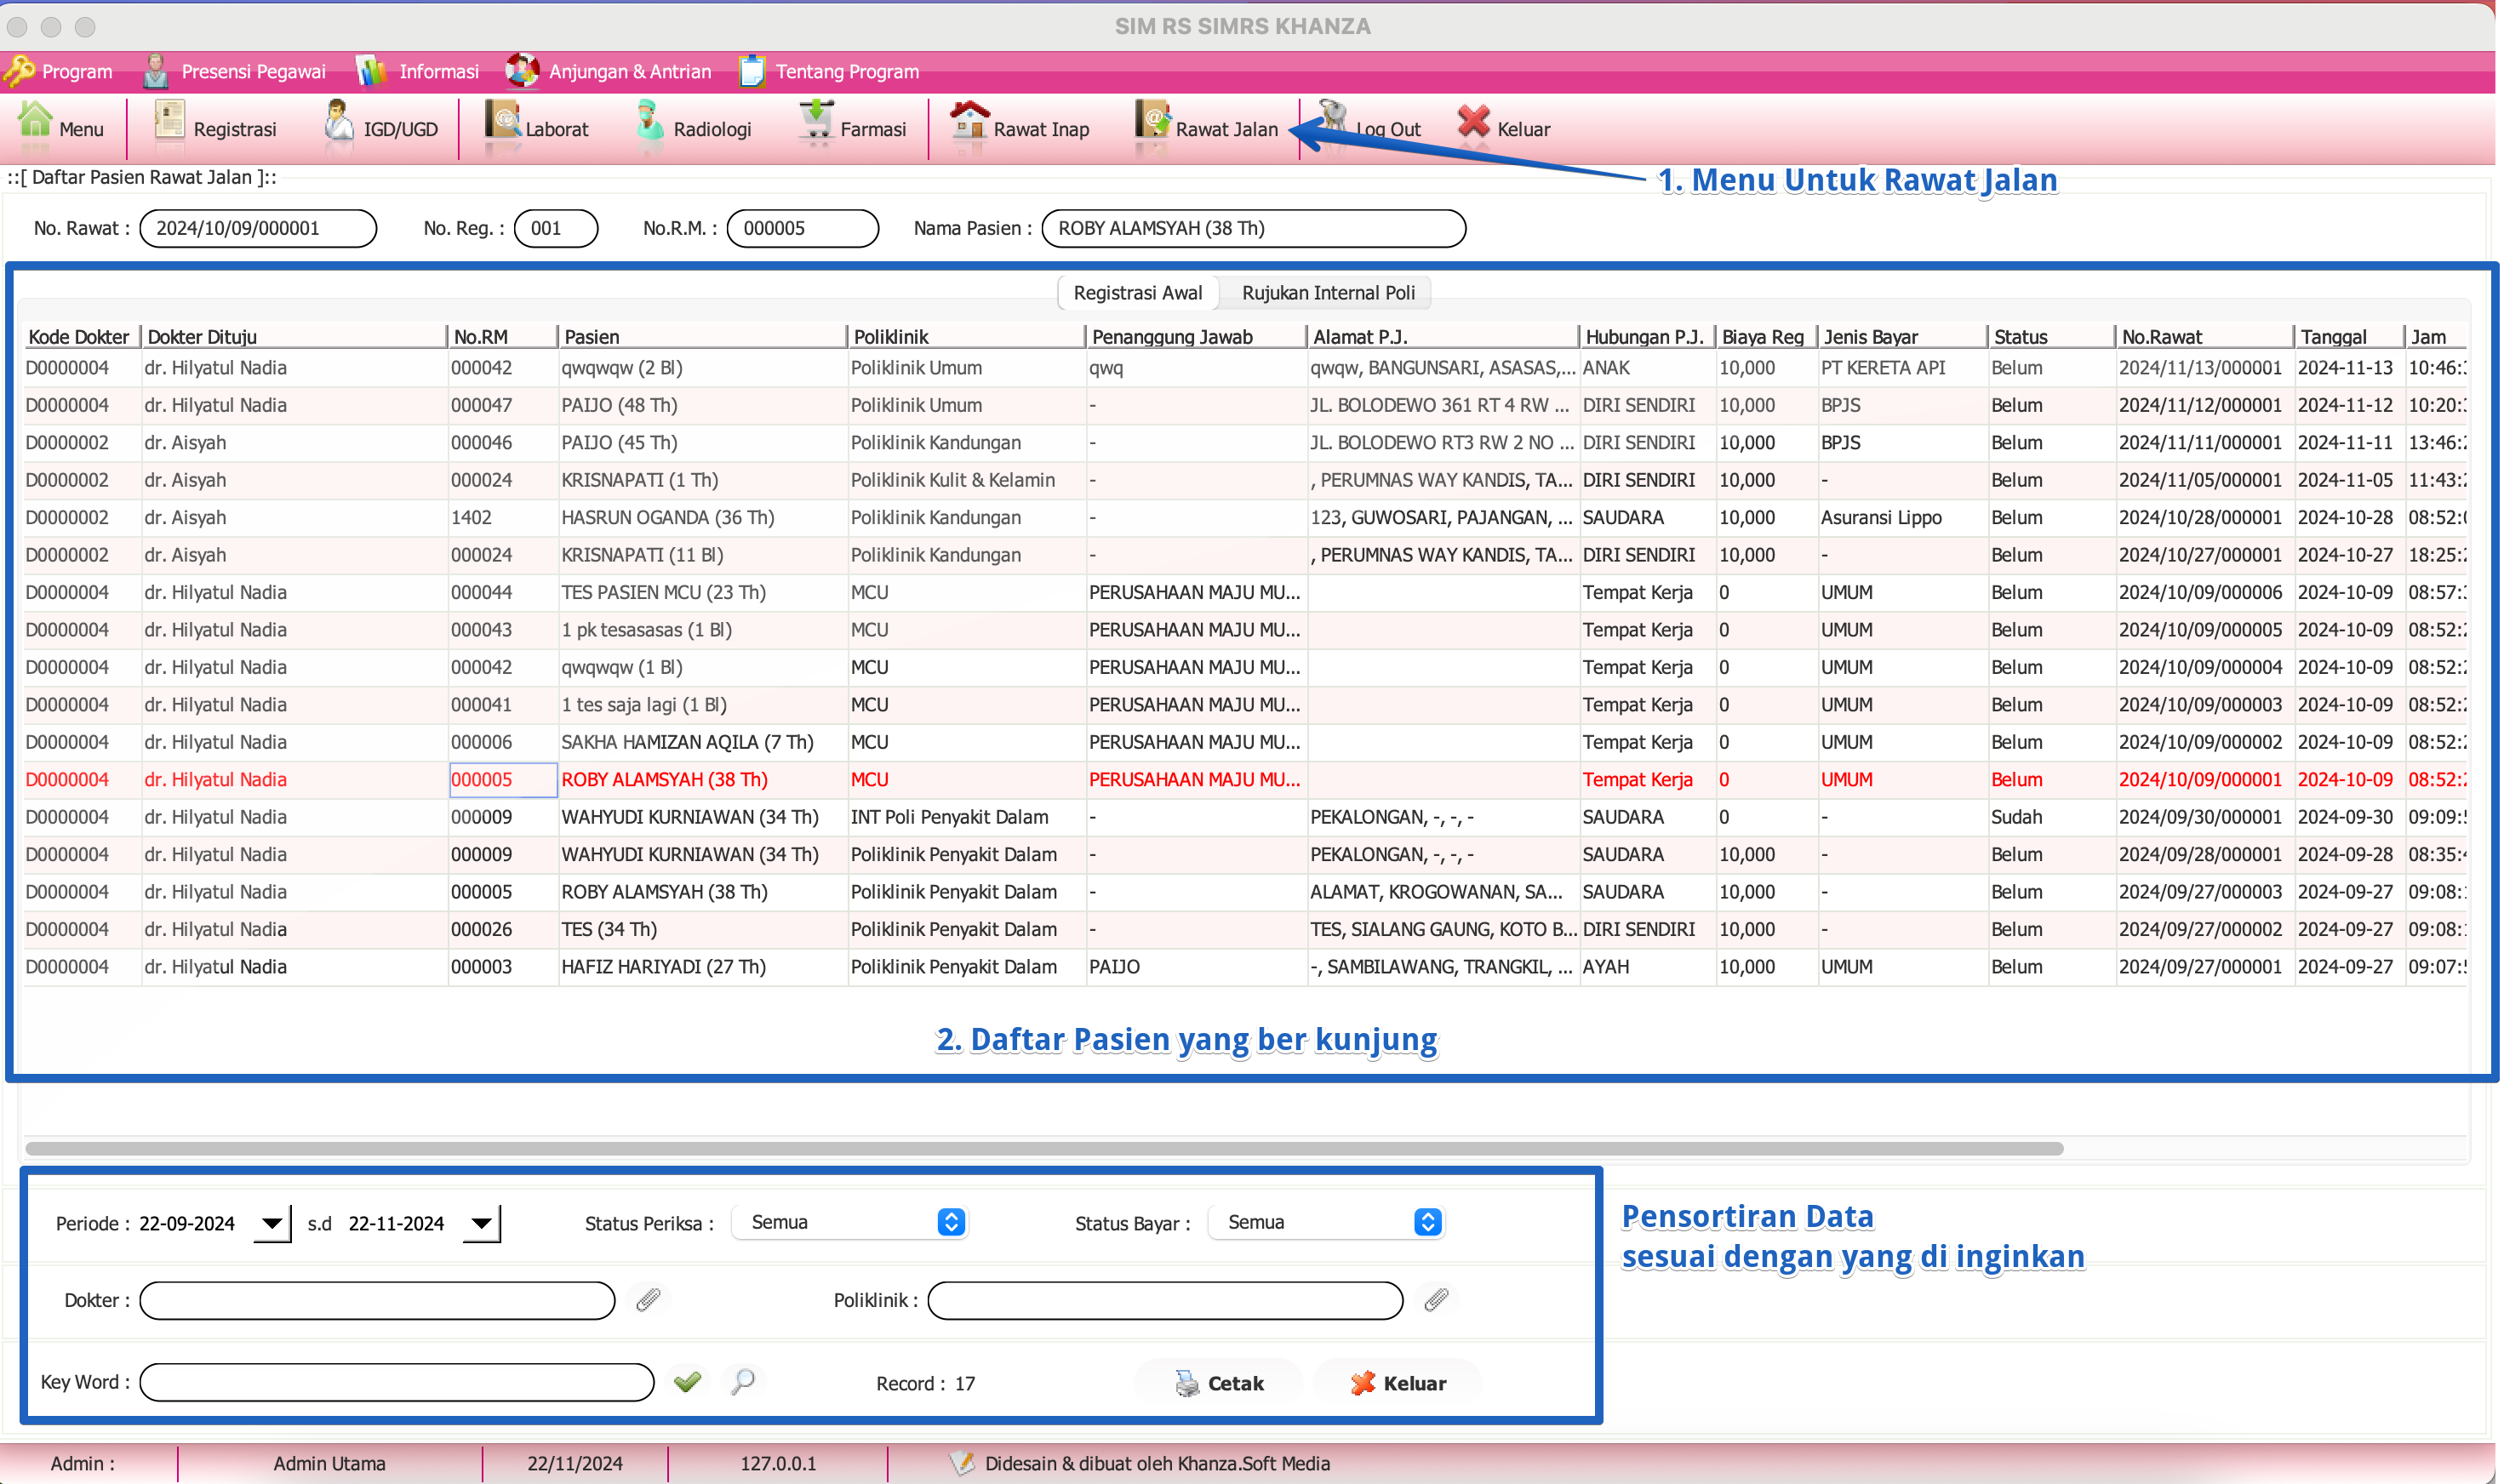 SIM RS SIMRS KHANZA
Program Presensi Pegawai Informasi Anjungan & Antrian Tentang Program
Menu Registrasi IGD/UGD Laborat Radiologi Farmasi Rawat Inap Rawat Jalan Log Out Keluar
::[ Daftar Pasien Rawat Jalan ]::
1. Menu Untuk Rawat Jalan
No. Rawat : 2024/10/09/000001 No. Reg. : 001 No.R.M. : 000005 Nama Pasien : ROBY ALAMSYAH (38 Th)
Registrasi Awal Rujukan Internal Poli
Kode Dokter Dokter Dituju No.RM Pasien Poliklinik Penanggung Jawab Alamat P.J. Hubungan P.J. Biaya Reg Jenis Bayar Status No.Rawat Tanggal Jam
D0000004 dr. Hilyatul Nadia 000042 qwqwqw (2 Bl) Poliklinik Umum qwq qwqw, BANGUNSARI, ASASAS,... ANAK 10,000 PT KERETA API Belum 2024/11/13/000001 2024-11-13 10:46:
D0000004 dr. Hilyatul Nadia 000047 PAIJO (48 Th) Poliklinik Umum - JL. BOLODEWO 361 RT 4 RW ... DIRI SENDIRI 10,000 BPJS Belum 2024/11/12/000001 2024-11-12 10:20:
D0000002 dr. Aisyah 000046 PAIJO (45 Th) Poliklinik Kandungan - JL. BOLODEWO RT3 RW 2 NO ... DIRI SENDIRI 10,000 BPJS Belum 2024/11/11/000001 2024-11-11 13:46:
D0000002 dr. Aisyah 000024 KRISNAPATI (1 Th) Poliklinik Kulit & Kelamin - , PERUMNAS WAY KANDIS, TA... DIRI SENDIRI 10,000 - Belum 2024/11/05/000001 2024-11-05 11:43:
D0000002 dr. Aisyah 1402 HASRUN OGANDA (36 Th) Poliklinik Kandungan - 123, GUWOSARI, PAJANGAN, ... SAUDARA 10,000 Asuransi Lippo Belum 2024/10/28/000001 2024-10-28 08:52:
D0000002 dr. Aisyah 000024 KRISNAPATI (11 Bl) Poliklinik Kandungan - , PERUMNAS WAY KANDIS, TA... DIRI SENDIRI 10,000 - Belum 2024/10/27/000001 2024-10-27 18:25:
D0000004 dr. Hilyatul Nadia 000044 TES PASIEN MCU (23 Th) MCU PERUSAHAAN MAJU MU... Tempat Kerja 0 UMUM Belum 2024/10/09/000006 2024-10-09 08:57:
D0000004 dr. Hilyatul Nadia 000043 1 pk tesasasas (1 Bl) MCU PERUSAHAAN MAJU MU... Tempat Kerja 0 UMUM Belum 2024/10/09/000005 2024-10-09 08:52:
D0000004 dr. Hilyatul Nadia 000042 qwqwqw (1 Bl) MCU PERUSAHAAN MAJU MU... Tempat Kerja 0 UMUM Belum 2024/10/09/000004 2024-10-09 08:52:
D0000004 dr. Hilyatul Nadia 000041 1 tes saja lagi (1 Bl) MCU PERUSAHAAN MAJU MU... Tempat Kerja 0 UMUM Belum 2024/10/09/000003 2024-10-09 08:52:
D0000004 dr. Hilyatul Nadia 000006 SAKHA HAMIZAN AQILA (7 Th) MCU PERUSAHAAN MAJU MU... Tempat Kerja 0 UMUM Belum 2024/10/09/000002 2024-10-09 08:52:
D0000004 dr. Hilyatul Nadia 000005 ROBY ALAMSYAH (38 Th) MCU PERUSAHAAN MAJU MU... Tempat Kerja 0 UMUM Belum 2024/10/09/000001 2024-10-09 08:52:
D0000004 dr. Hilyatul Nadia 000009 WAHYUDI KURNIAWAN (34 Th) INT Poli Penyakit Dalam - PEKALONGAN, -, -, - SAUDARA 0 - Sudah 2024/09/30/000001 2024-09-30 09:09:
D0000004 dr. Hilyatul Nadia 000009 WAHYUDI KURNIAWAN (34 Th) Poliklinik Penyakit Dalam - PEKALONGAN, -, -, - SAUDARA 10,000 - Belum 2024/09/28/000001 2024-09-28 08:35:
D0000004 dr. Hilyatul Nadia 000005 ROBY ALAMSYAH (38 Th) Poliklinik Penyakit Dalam - ALAMAT, KROGOWANAN, SA... SAUDARA 10,000 - Belum 2024/09/27/000003 2024-09-27 09:08:
D0000004 dr. Hilyatul Nadia 000026 TES (34 Th) Poliklinik Penyakit Dalam - TES, SIALANG GAUNG, KOTO B... DIRI SENDIRI 10,000 - Belum 2024/09/27/000002 2024-09-27 09:08:
D0000004 dr. Hilyatul Nadia 000003 HAFIZ HARIYADI (27 Th) Poliklinik Penyakit Dalam PAIJO -, SAMBILAWANG, TRANGKIL, ... AYAH 10,000 UMUM Belum 2024/09/27/000001 2024-09-27 09:07:
2. Daftar Pasien yang ber kunjung
Periode : 22-09-2024 s.d 22-11-2024 Status Periksa : Semua Status Bayar : Semua
Pensortiran Data
sesuai dengan yang di inginkan
Dokter : Poliklinik :
Key Word : Record : 17 Cetak Keluar
Admin : Admin Utama 22/11/2024 127.0.0.1 Didesain & dibuat oleh Khanza.Soft Media